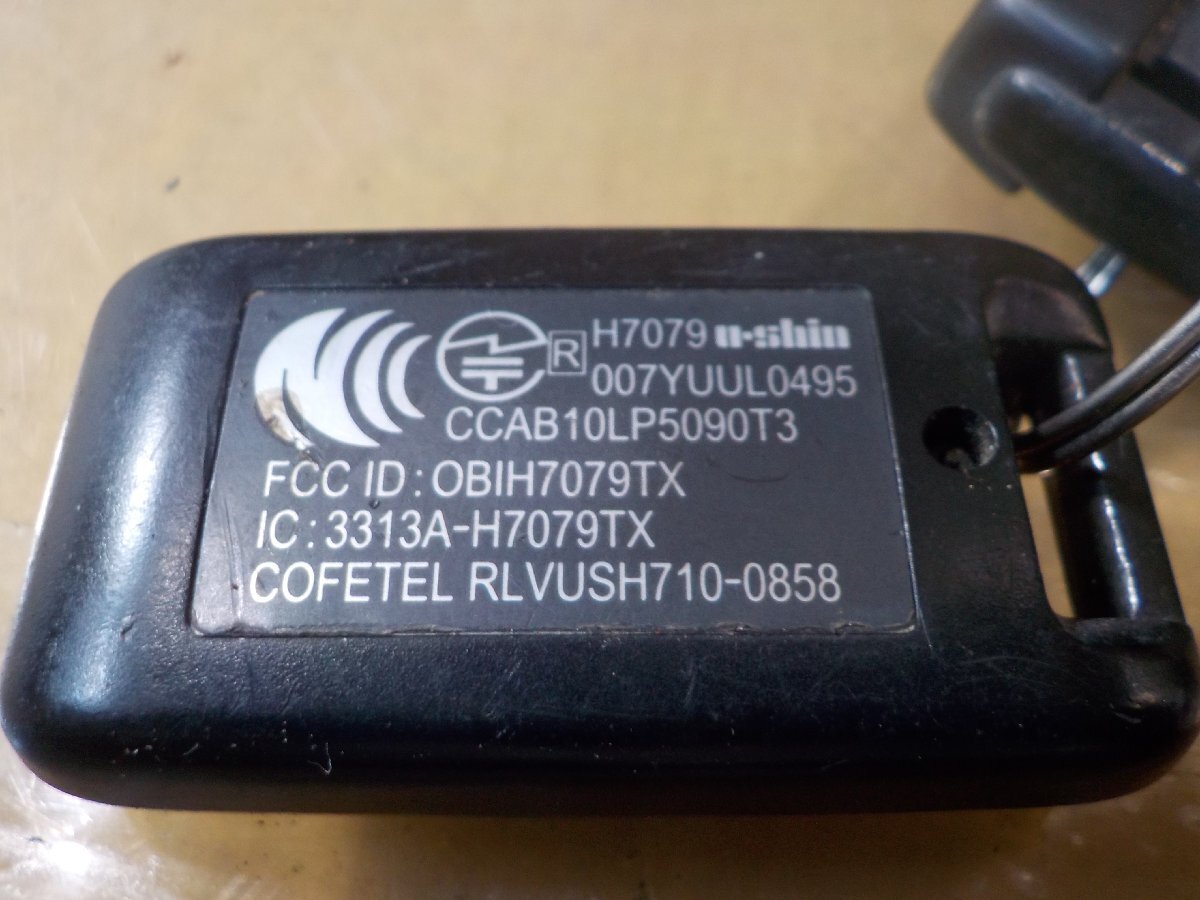 R H7079 u-shin
007YUUL0495
CCAB10LP5090T3
FCC ID : OBIH7079TX
IC : 3313A-H7079TX
COFETEL RLVUSH710-0858